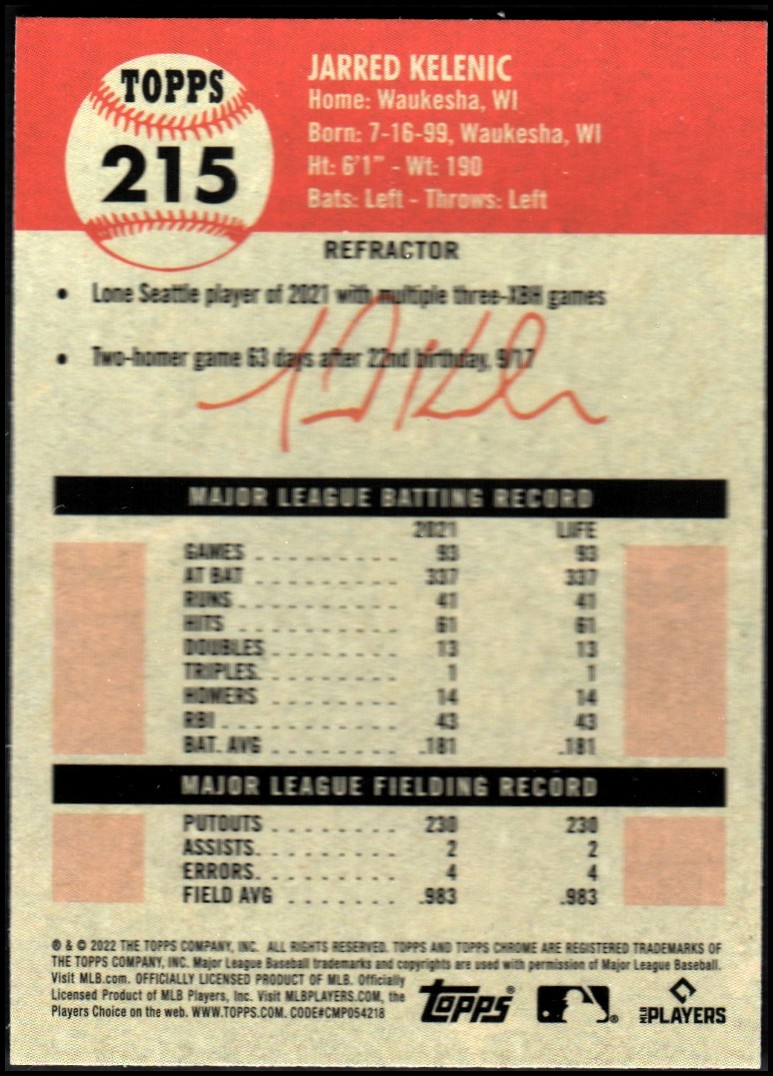 TOPPS
215
JARRED KELENIC
Home: Waukesha, WI
Born: 7-16-99, Waukesha, WI
Ht: 6'1" - Wt: 190
Bats: Left - Throws: Left
REFRACTOR
• Lone Seattle player of 2021 with multiple three-XBH games
• Two-homer game 63 days after 22nd birthday, 9/17
MAJOR LEAGUE BATTING RECORD
2021 LIFE
GAMES . . . . . . . . . 93 93
AT BAT . . . . . . . . . 337 337
RUNS . . . . . . . . . . 41 41
HITS . . . . . . . . . . 61 61
DOUBLES . . . . . . . . 13 13
TRIPLES. . . . . . . . . 1 1
HOMERS . . . . . . . . 14 14
RBI . . . . . . . . . . . 43 43
BAT. AVG . . . . . . . . .181 .181
MAJOR LEAGUE FIELDING RECORD
PUTOUTS . . . . . . . . 230 230
ASSISTS. . . . . . . . . 2 2
ERRORS. . . . . . . . . 4 4
FIELD AVG . . . . . . . .983 .983
® & © 2022 THE TOPPS COMPANY, INC. ALL RIGHTS RESERVED. TOPPS AND TOPPS CHROME ARE REGISTERED TRADEMARKS OF
THE TOPPS COMPANY, INC. Major League Baseball trademarks and copyrights are used with permission of Major League Baseball.
Visit MLB.com. OFFICIALLY LICENSED PRODUCT OF MLB. Officially
Licensed Product of MLB Players, Inc. Visit MLBPLAYERS.COM, the
Players Choice on the web. WWW.TOPPS.COM. CODE#CMP054218
Topps® ® MLB PLAYERS